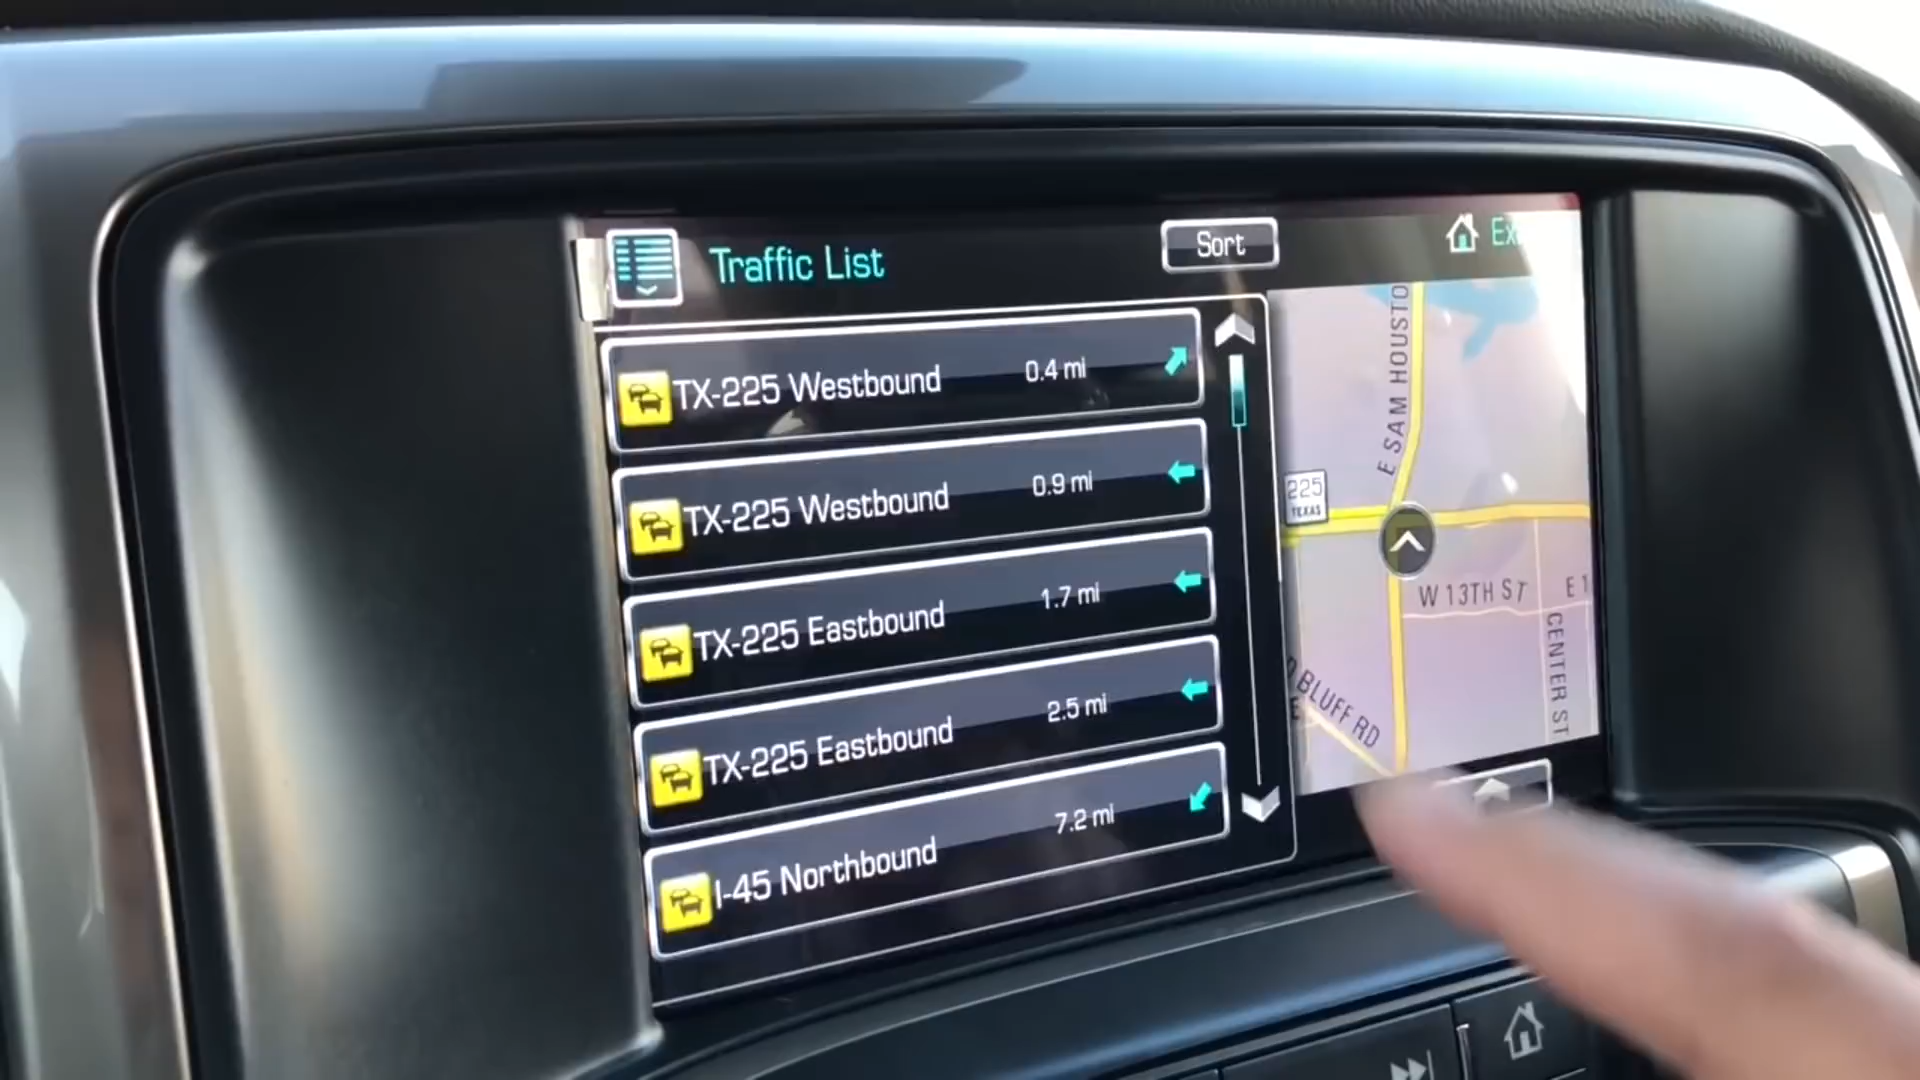 Traffic List
Sort
TX-225 Westbound 0.4 mi
TX-225 Westbound 0.9 mi
TX-225 Eastbound 1.7 mi
TX-225 Eastbound 2.5 mi
I-45 Northbound 7.2 mi
E SAM HOUSTO
225
TEXAS
W 13TH ST
E 1
CENTER ST
BLUFF RD
E